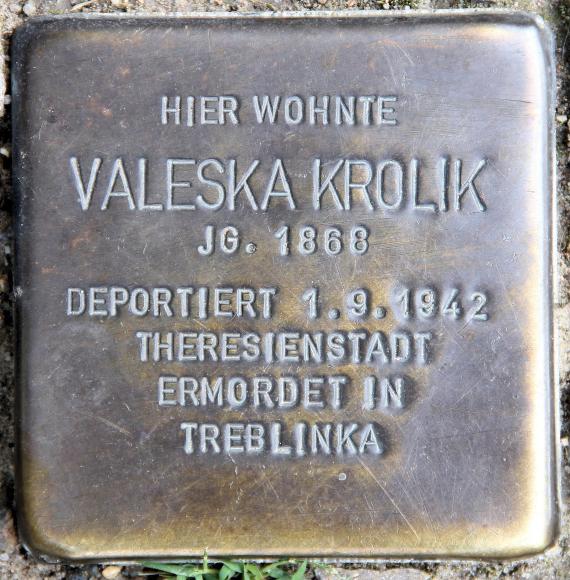 HIER WOHNTE
VALESKA KROLIK
JG. 1868
DEPORTIERT 1.9.1942
THERESIENSTADT
ERMORDET IN
TREBLINKA